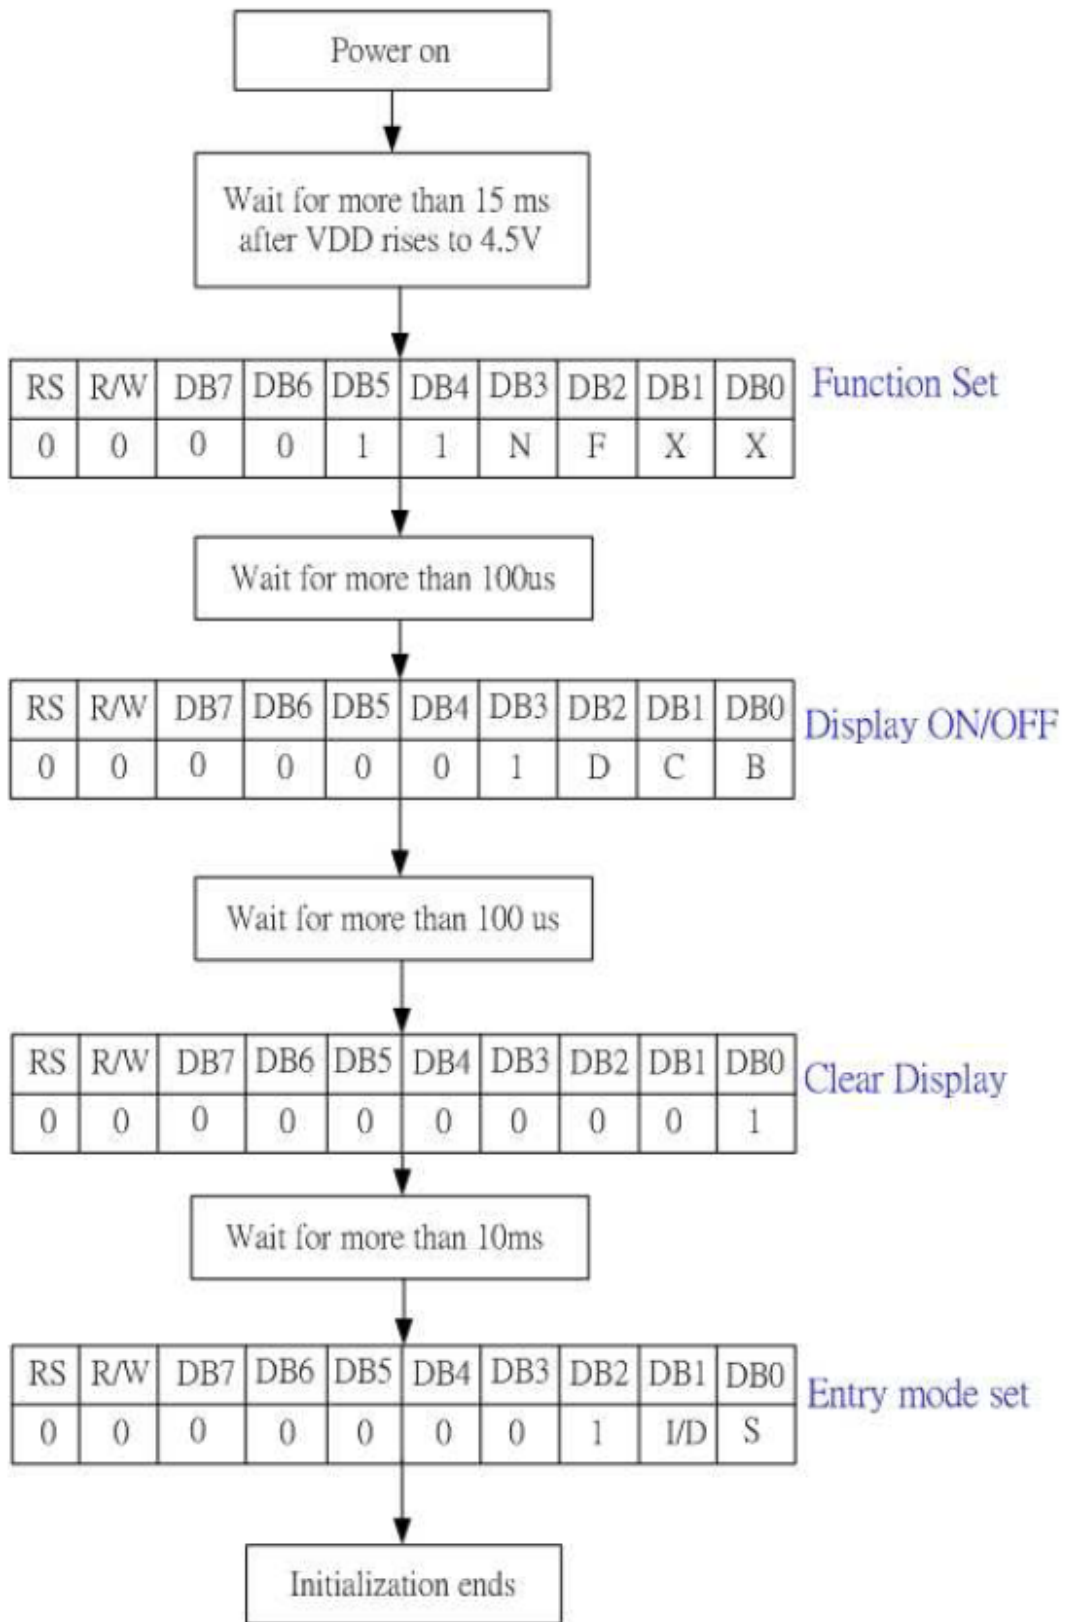 Power on
Wait for more than 15 ms
after VDD rises to 4.5V
RS R/W DB7 DB6 DB5 DB4 DB3 DB2 DB1 DB0
Function Set
0 0 0 0 1 1 N F X X
Wait for more than 100us
RS R/W DB7 DB6 DB5 DB4 DB3 DB2 DB1 DB0
Display ON/OFF
0 0 0 0 0 0 1 D C B
Wait for more than 100 us
RS R/W DB7 DB6 DB5 DB4 DB3 DB2 DB1 DB0
Clear Display
0 0 0 0 0 0 0 0 0 1
Wait for more than 10ms
RS R/W DB7 DB6 DB5 DB4 DB3 DB2 DB1 DB0
Entry mode set
0 0 0 0 0 0 0 1 I/D S
Initialization ends